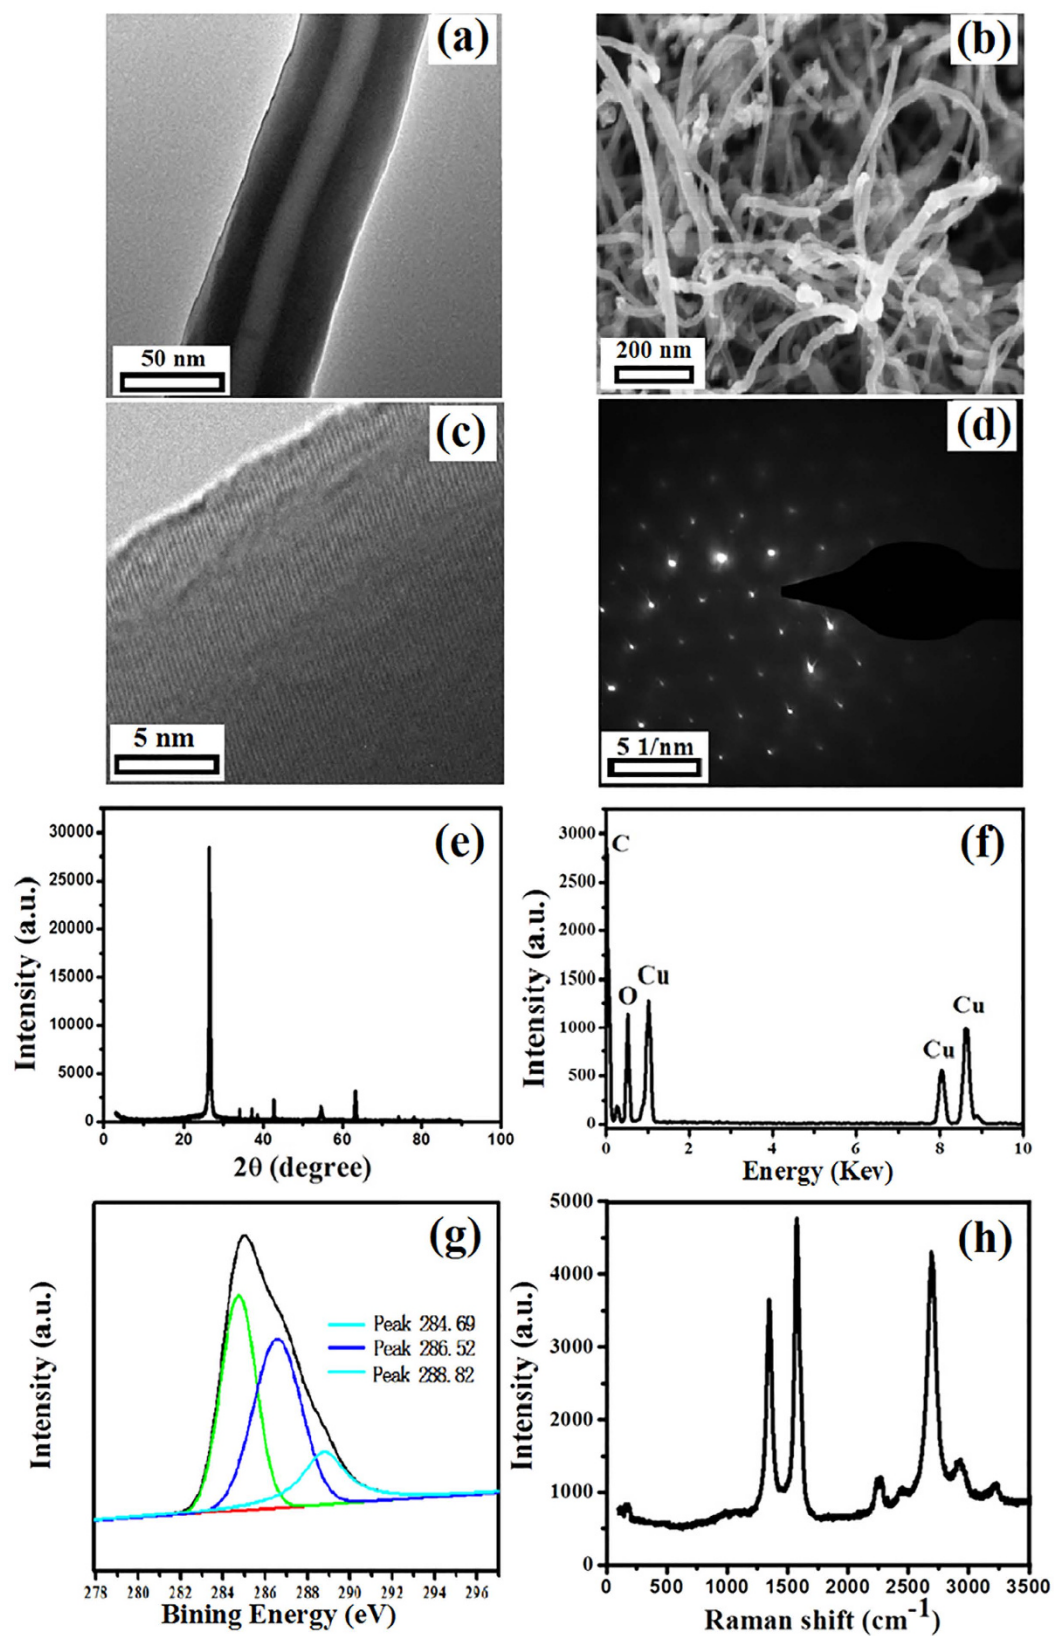 (a)
50 nm
(b)
200 nm
(c)
5 nm
(d)
5 1/nm
(e)
Intensity (a.u.)
30000
25000
20000
15000
10000
5000
0
0 20 40 60 80 100
2θ (degree)
(f)
Intensity (a.u.)
3000
2500
2000
1500
1000
500
0
C
O
Cu
Cu
Cu
0 2 4 6 8 10
Energy (Kev)
(g)
Intensity (a.u.)
Peak 284.69
Peak 286.52
Peak 288.82
278 280 282 284 286 288 290 292 294 296
Bining Energy (eV)
(h)
Intensity (a.u.)
5000
4000
3000
2000
1000
0
0 500 1000 1500 2000 2500 3000 3500
Raman shift (cm-1)